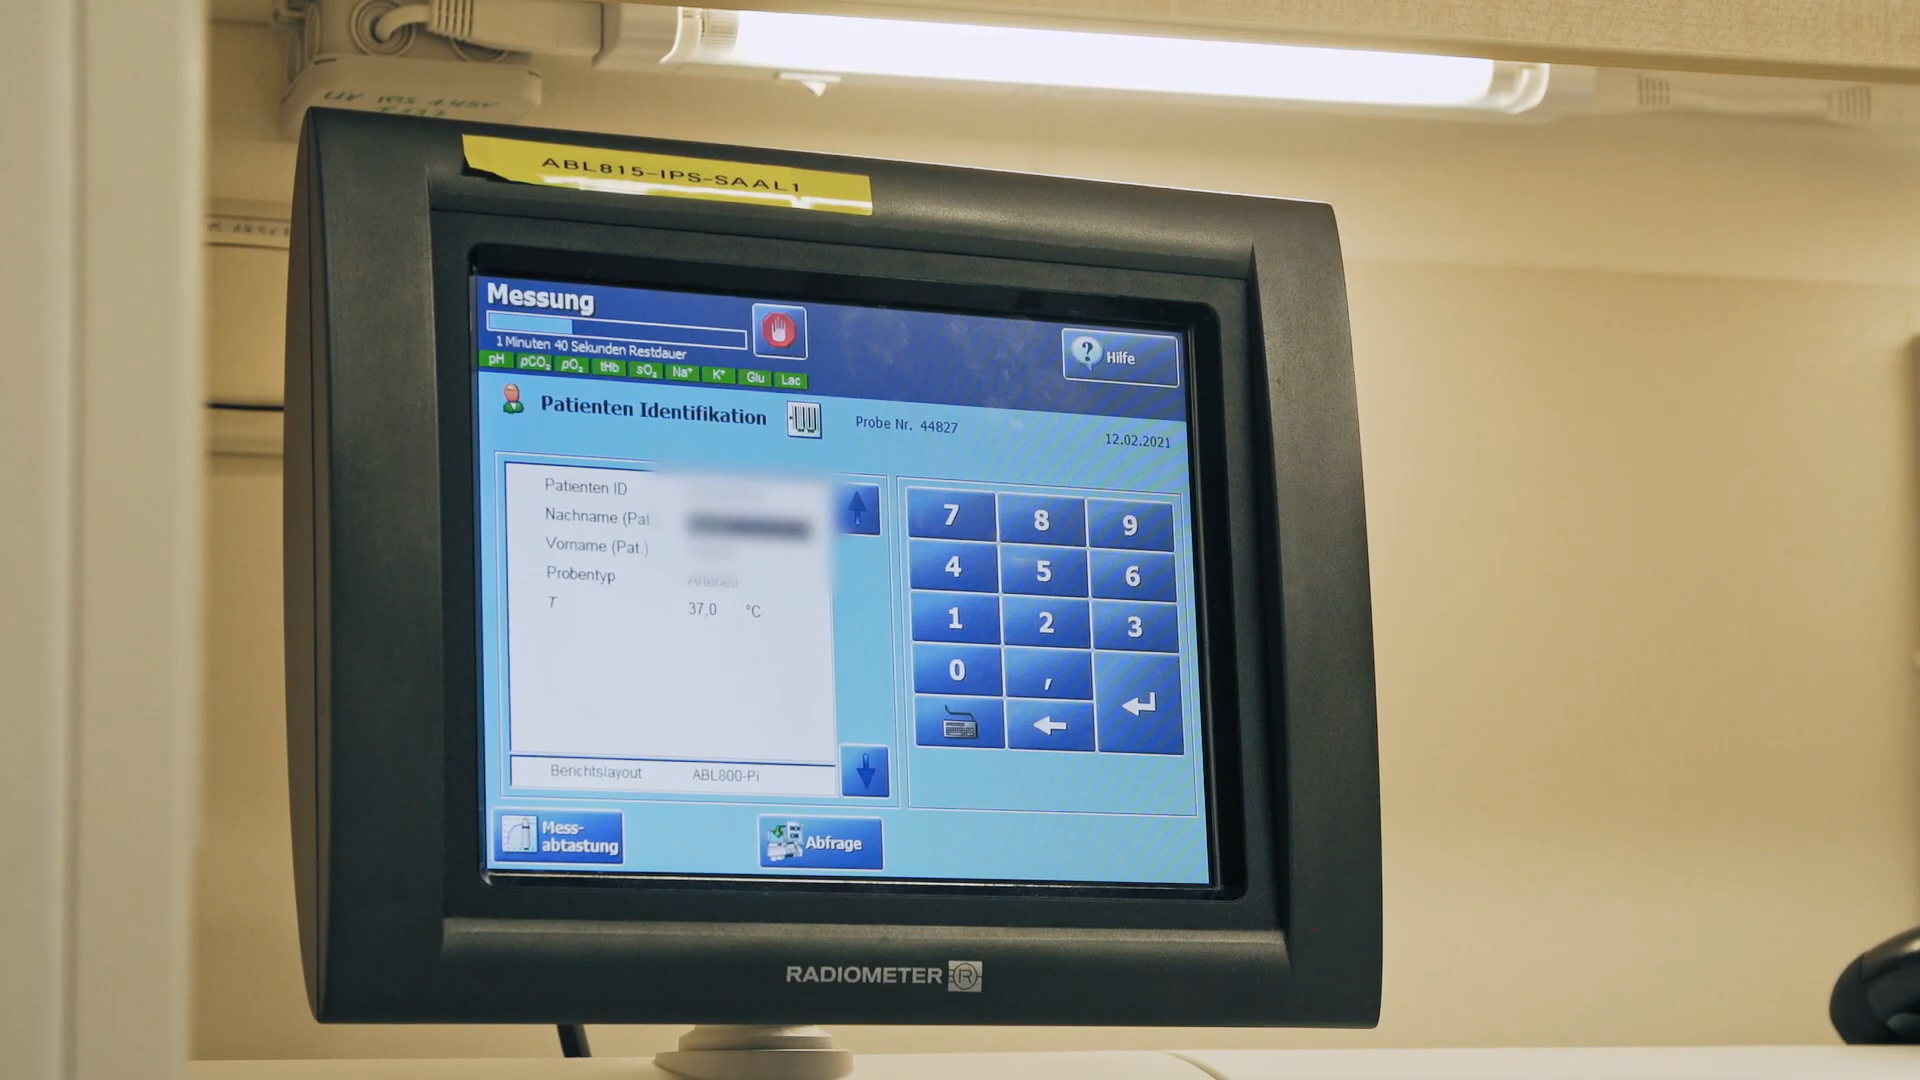 ABL815-IPS-SAAL1
Messung
1 Minuten 40 Sekunden Restdauer
Hilfe
pH pCO₂ pO₂ tHb sO₂ Na⁺ K⁺ Glu Lac
Patienten Identifikation
Probe Nr. 44827
12.02.2021
Patienten ID
Nachname (Pat
Vorname (Pat.)
Probentyp Arteriell
T 37,0 °C
7 8 9
4 5 6
1 2 3
0 ,
Berichtslayout ABL800-Pi
Mess-
abtastung
Abfrage
RADIOMETER R